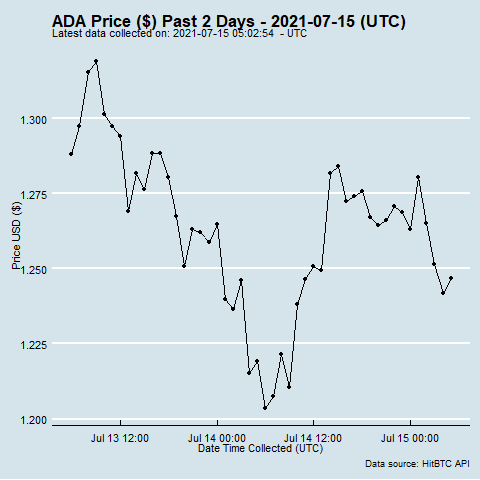 ADA Price ($) Past 2 Days - 2021-07-15 (UTC)
Latest data collected on: 2021-07-15 05:02:54  - UTC
1.300
1.275
1.250
1.225
1.200
Price USD ($)
Jul 13 12:00
Jul 14 00:00
Jul 14 12:00
Jul 15 00:00
Date Time Collected (UTC)
Data source: HitBTC API